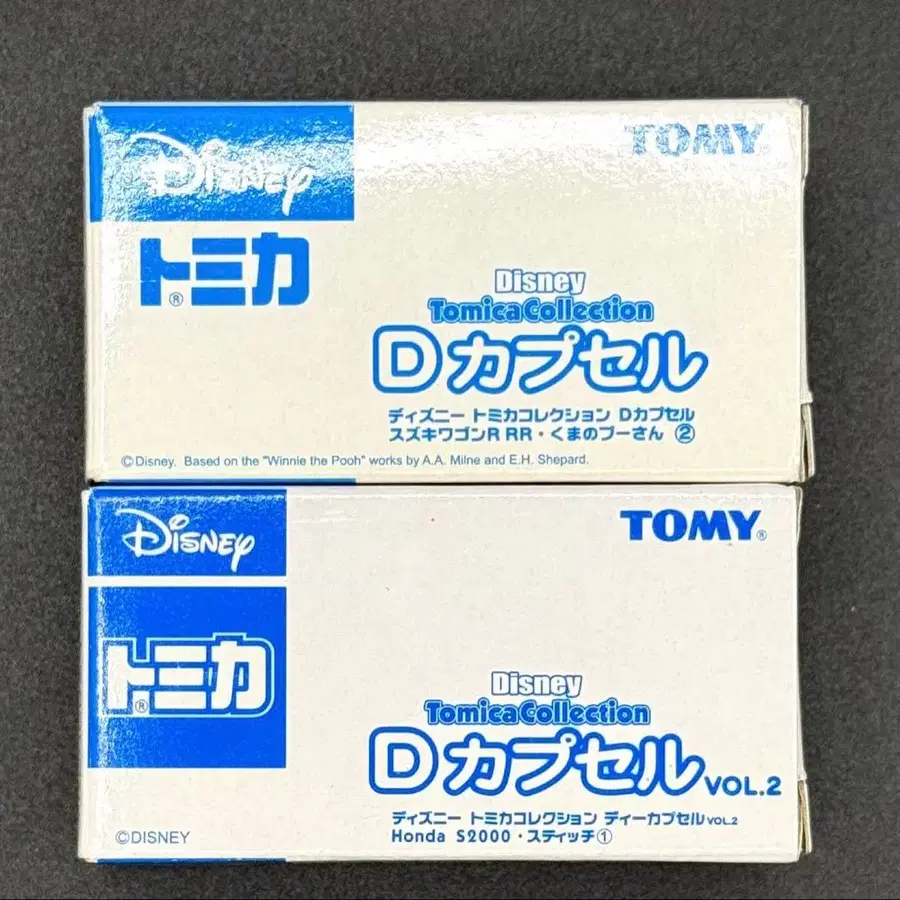 Disney
TOMY®
トミカ®
Disney
TomicaCollection
Dカプセル
ディズニー トミカコレクション Dカプセル
スズキワゴンR RR・くまのプーさん ②
©Disney. Based on the "Winnie the Pooh" works by A.A. Milne and E.H. Shepard.
Disney
TOMY®
トミカ®
Disney
TomicaCollection
Dカプセル VOL.2
ディズニー トミカコレクション ディーカプセル VOL.2
Honda S2000・スティッチ①
©DISNEY